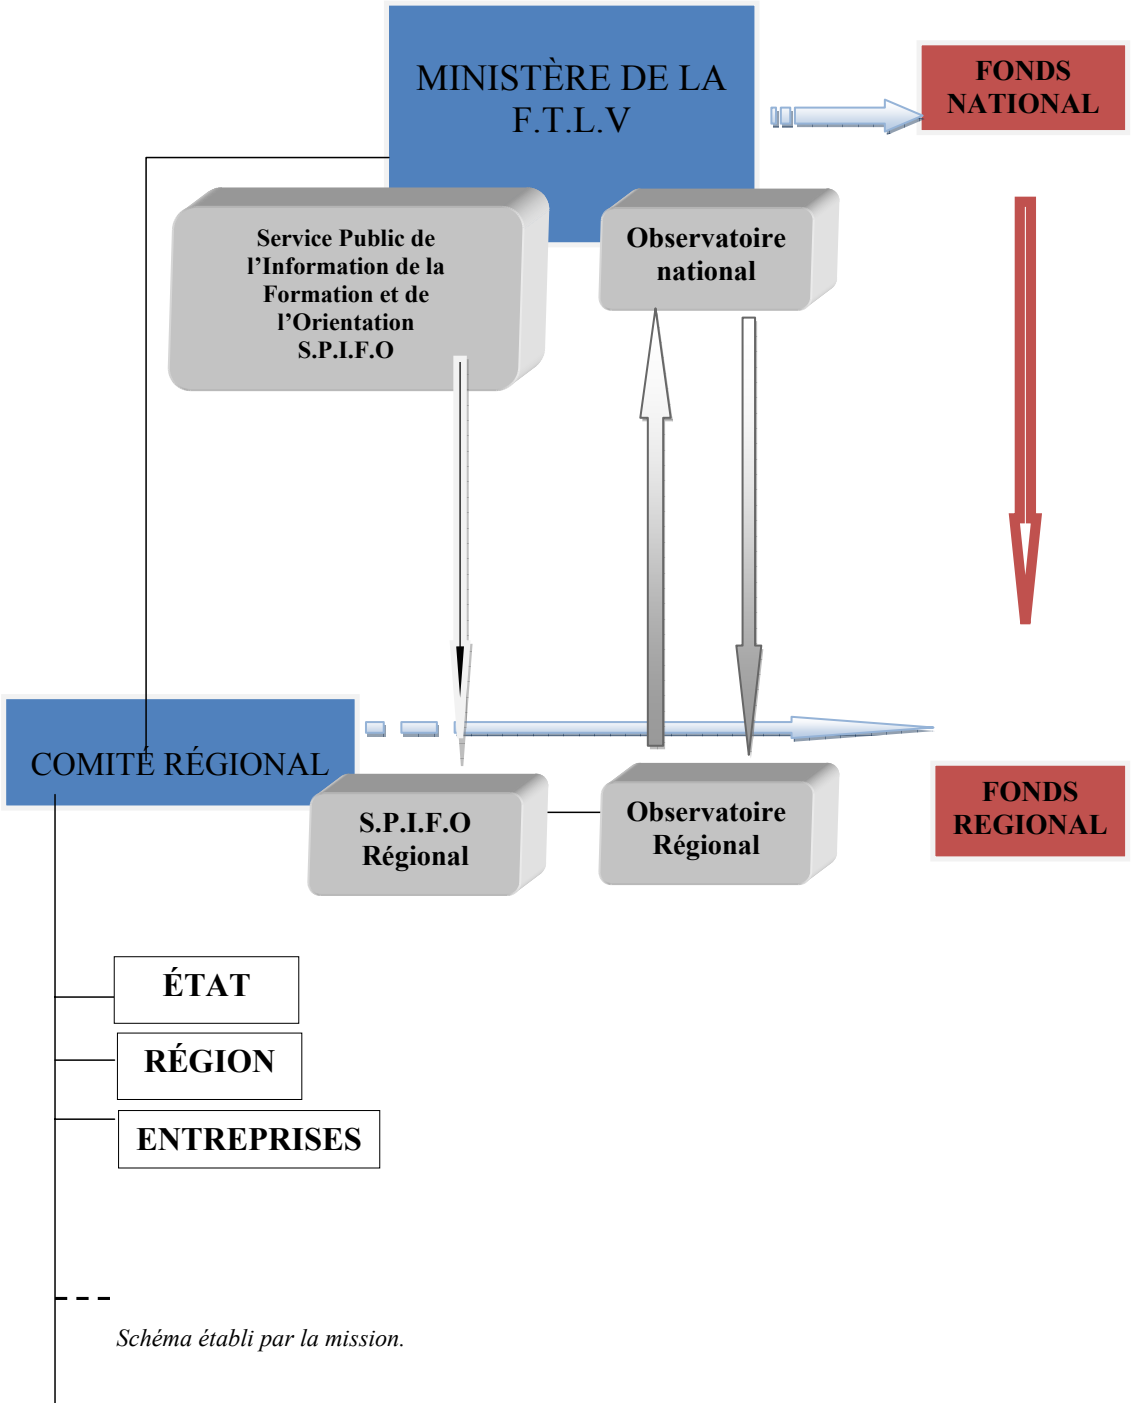 MINISTÈRE DE LA
F.T.L.V
FONDS
NATIONAL
Service Public de
l’Information de la
Formation et de
l’Orientation
S.P.I.F.O
Observatoire
national
COMITÉ RÉGIONAL
S.P.I.F.O
Régional
Observatoire
Régional
FONDS
REGIONAL
ÉTAT
RÉGION
ENTREPRISES
Schéma établi par la mission.